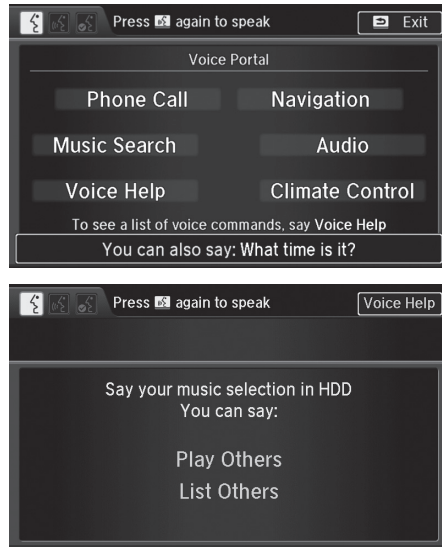 Press again to speak
Exit
Voice Portal
Phone Call Navigation
Music Search Audio
Voice Help Climate Control
To see a list of voice commands, say Voice Help
You can also say: What time is it?
Press again to speak
Voice Help
Say your music selection in HDD
You can say:
Play Others
List Others